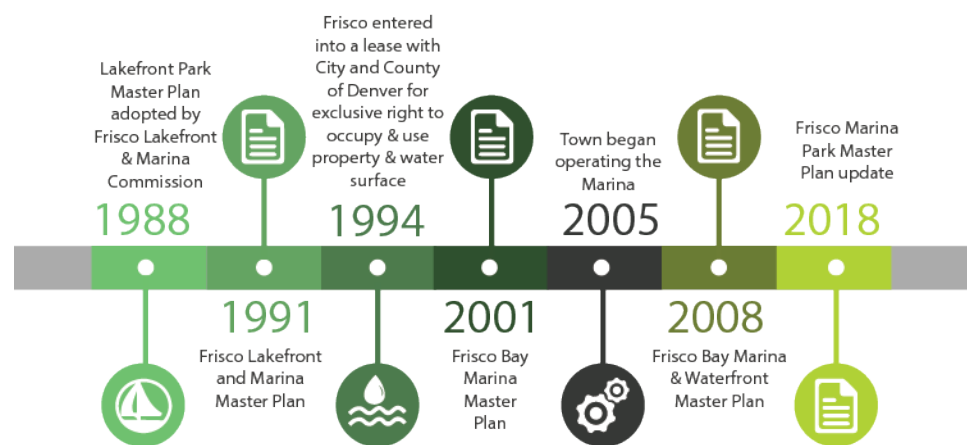 Lakefront Park
Master Plan
adopted by
Frisco Lakefront
& Marina
Commission
1988
1991
Frisco Lakefront
and Marina
Master Plan
Frisco entered
into a lease with
City and County
of Denver for
exclusive right to
occupy & use
property & water
surface
1994
2001
Frisco Bay
Marina
Master
Plan
Town began
operating the
Marina
2005
2008
Frisco Bay Marina
& Waterfront
Master Plan
Frisco Marina
Park Master
Plan update
2018